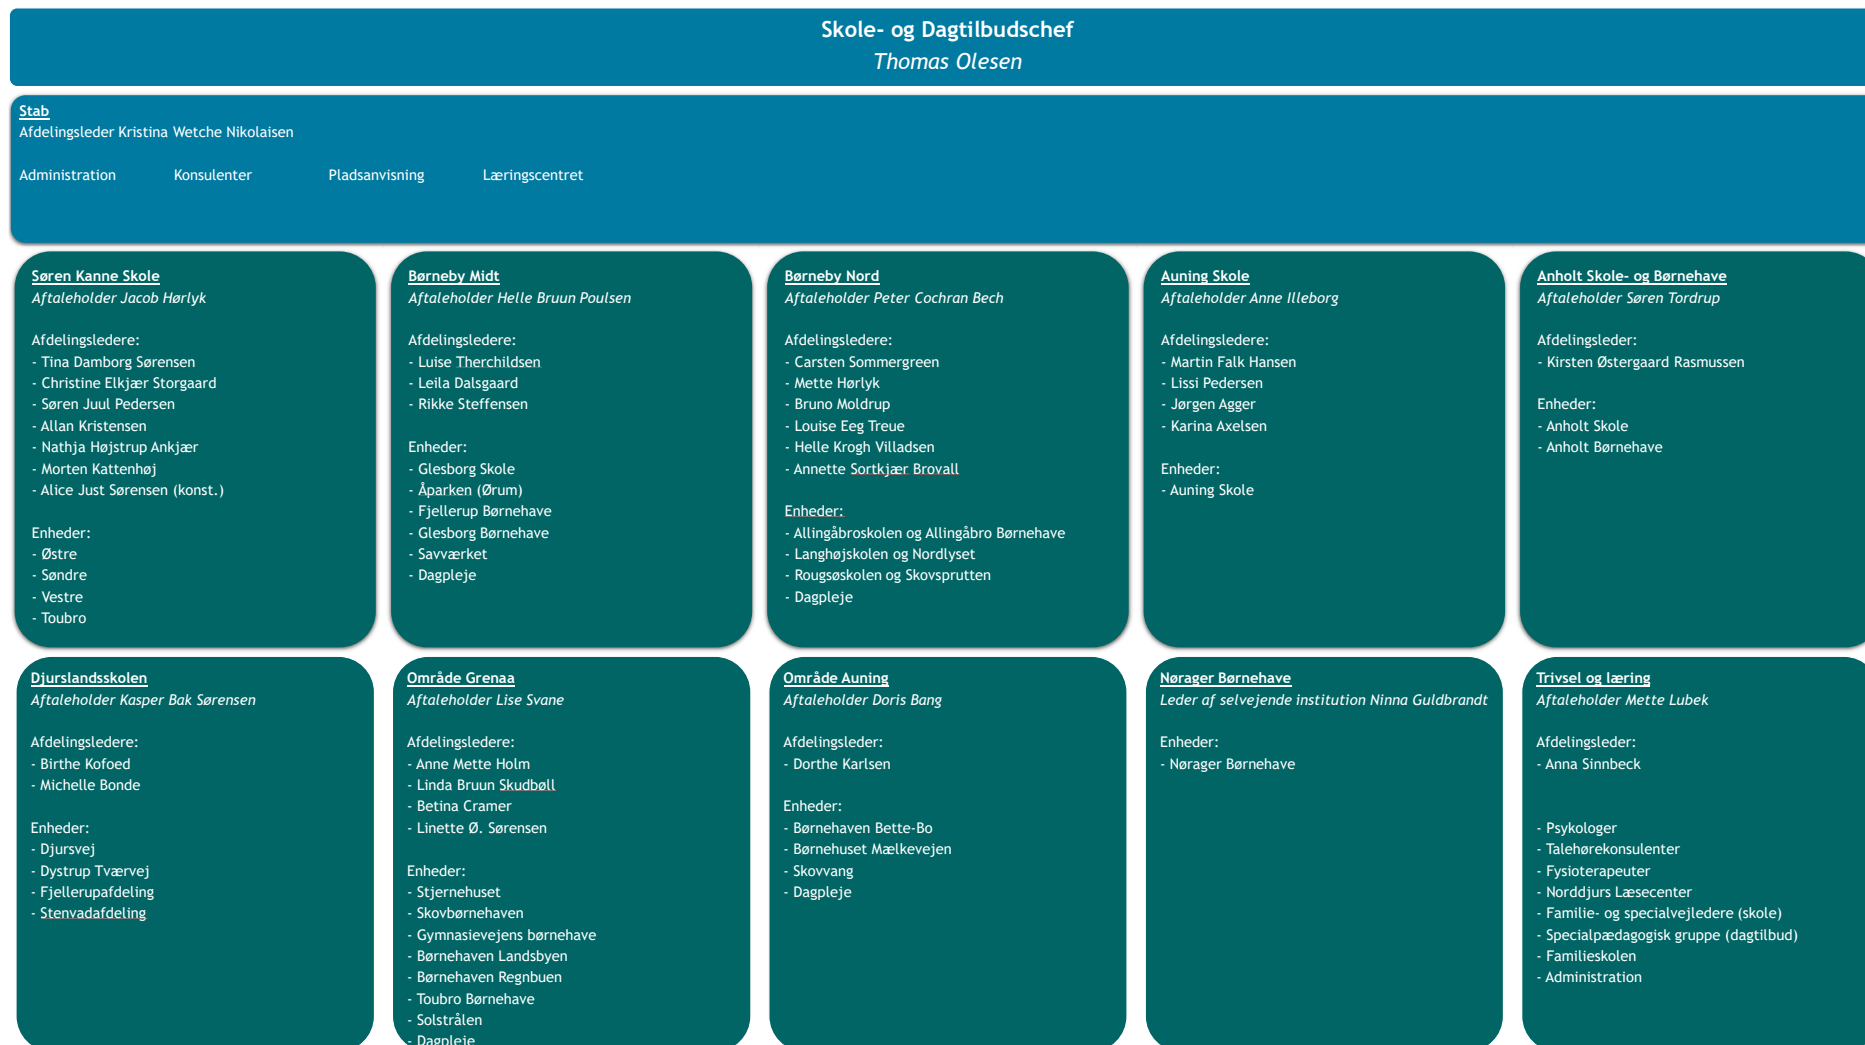 Skole- og Dagtilbudschef
Thomas Olesen
Stab
Afdelingsleder Kristina Wetche Nikolaisen
Administration Konsulenter Pladsanvisning Læringscentret
Søren Kanne Skole
Aftaleholder Jacob Hørlyk
Afdelingsledere:
- Tina Damborg Sørensen
- Christine Elkjær Storgaard
- Søren Juul Pedersen
- Allan Kristensen
- Nathja Højstrup Ankjær
- Morten Kattenhøj
- Alice Just Sørensen (konst.)
Enheder:
- Østre
- Søndre
- Vestre
- Toubro
Børneby Midt
Aftaleholder Helle Bruun Poulsen
Afdelingsledere:
- Luise Therchildsen
- Leila Dalsgaard
- Rikke Steffensen
Enheder:
- Glesborg Skole
- Åparken (Ørum)
- Fjellerup Børnehave
- Glesborg Børnehave
- Savværket
- Dagpleje
Børneby Nord
Aftaleholder Peter Cochran Bech
Afdelingsledere:
- Carsten Sommergreen
- Mette Hørlyk
- Bruno Moldrup
- Louise Eeg Treue
- Helle Krogh Villadsen
- Annette Sortkjær Brovall
Enheder:
- Allingåbroskolen og Allingåbro Børnehave
- Langhøjskolen og Nordlyset
- Rougsøskolen og Skovsprutten
- Dagpleje
Auning Skole
Aftaleholder Anne Illeborg
Afdelingsledere:
- Martin Falk Hansen
- Lissi Pedersen
- Jørgen Agger
- Karina Axelsen
Enheder:
- Auning Skole
Anholt Skole- og Børnehave
Aftaleholder Søren Tordrup
Afdelingsleder:
- Kirsten Østergaard Rasmussen
Enheder:
- Anholt Skole
- Anholt Børnehave
Djurslandsskolen
Aftaleholder Kasper Bak Sørensen
Afdelingsledere:
- Birthe Kofoed
- Michelle Bonde
Enheder:
- Djursvej
- Dystrup Tværvej
- Fjellerupafdeling
- Stenvadafdeling
Område Grenaa
Aftaleholder Lise Svane
Afdelingsledere:
- Anne Mette Holm
- Linda Bruun Skudbøll
- Betina Cramer
- Linette Ø. Sørensen
Enheder:
- Stjernehuset
- Skovbørnehaven
- Gymnasievejens børnehave
- Børnehaven Landsbyen
- Børnehaven Regnbuen
- Toubro Børnehave
- Solstrålen
- Dagpleje
Område Auning
Aftaleholder Doris Bang
Afdelingsleder:
- Dorthe Karlsen
Enheder:
- Børnehaven Bette-Bo
- Børnehuset Mælkevejen
- Skovvang
- Dagpleje
Nørager Børnehave
Leder af selvejende institution Ninna Guldbrandt
Enheder:
- Nørager Børnehave
Trivsel og læring
Aftaleholder Mette Lubek
Afdelingsleder:
- Anna Sinnbeck
- Psykologer
- Talehørekonsulenter
- Fysioterapeuter
- Norddjurs Læsecenter
- Familie- og specialvejledere (skole)
- Specialpædagogisk gruppe (dagtilbud)
- Familieskolen
- Administration